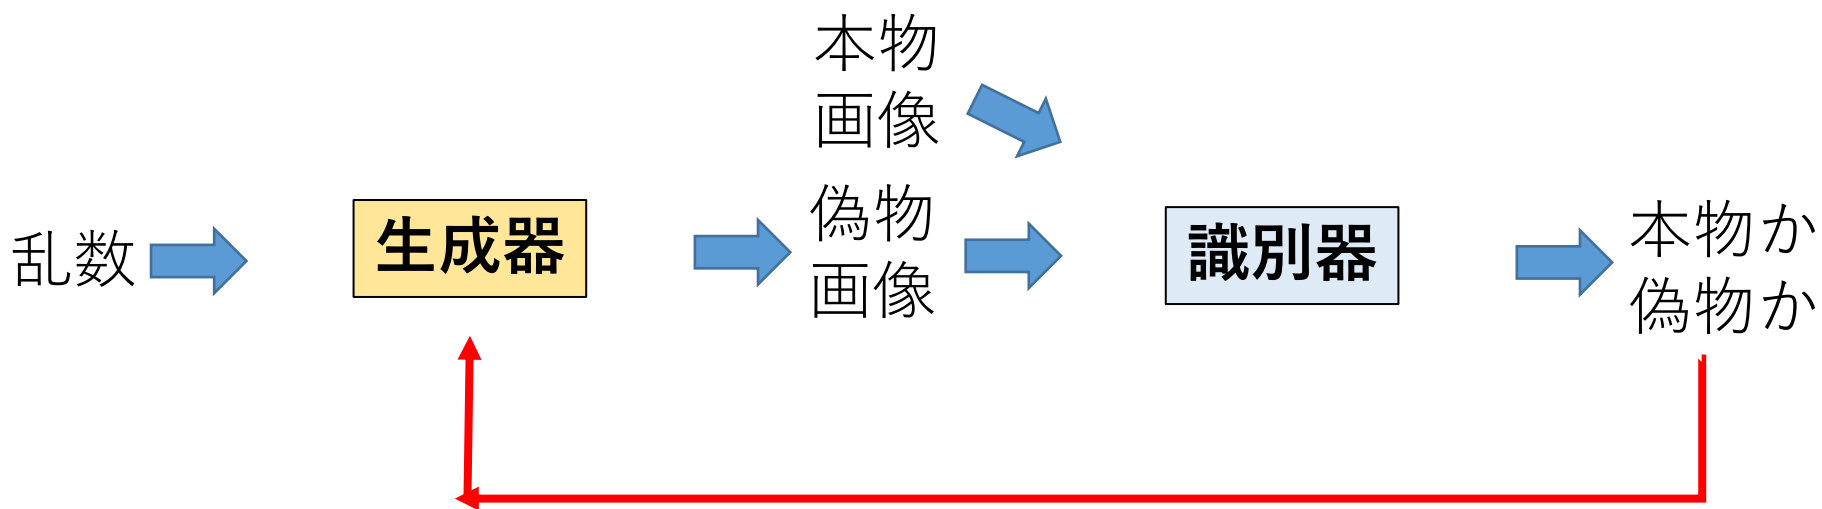 乱数
生成器
本物
画像
偽物
画像
識別器
本物か
偽物か